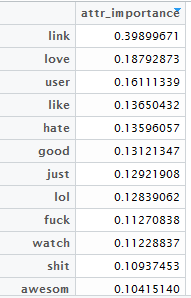 attr_importance
link 0.39899671
love 0.18792873
user 0.16111339
like 0.13650432
hate 0.13596057
good 0.13121347
just 0.12921908
lol 0.12839062
fuck 0.11270838
watch 0.11228837
shit 0.10937453
awesom 0.10415140